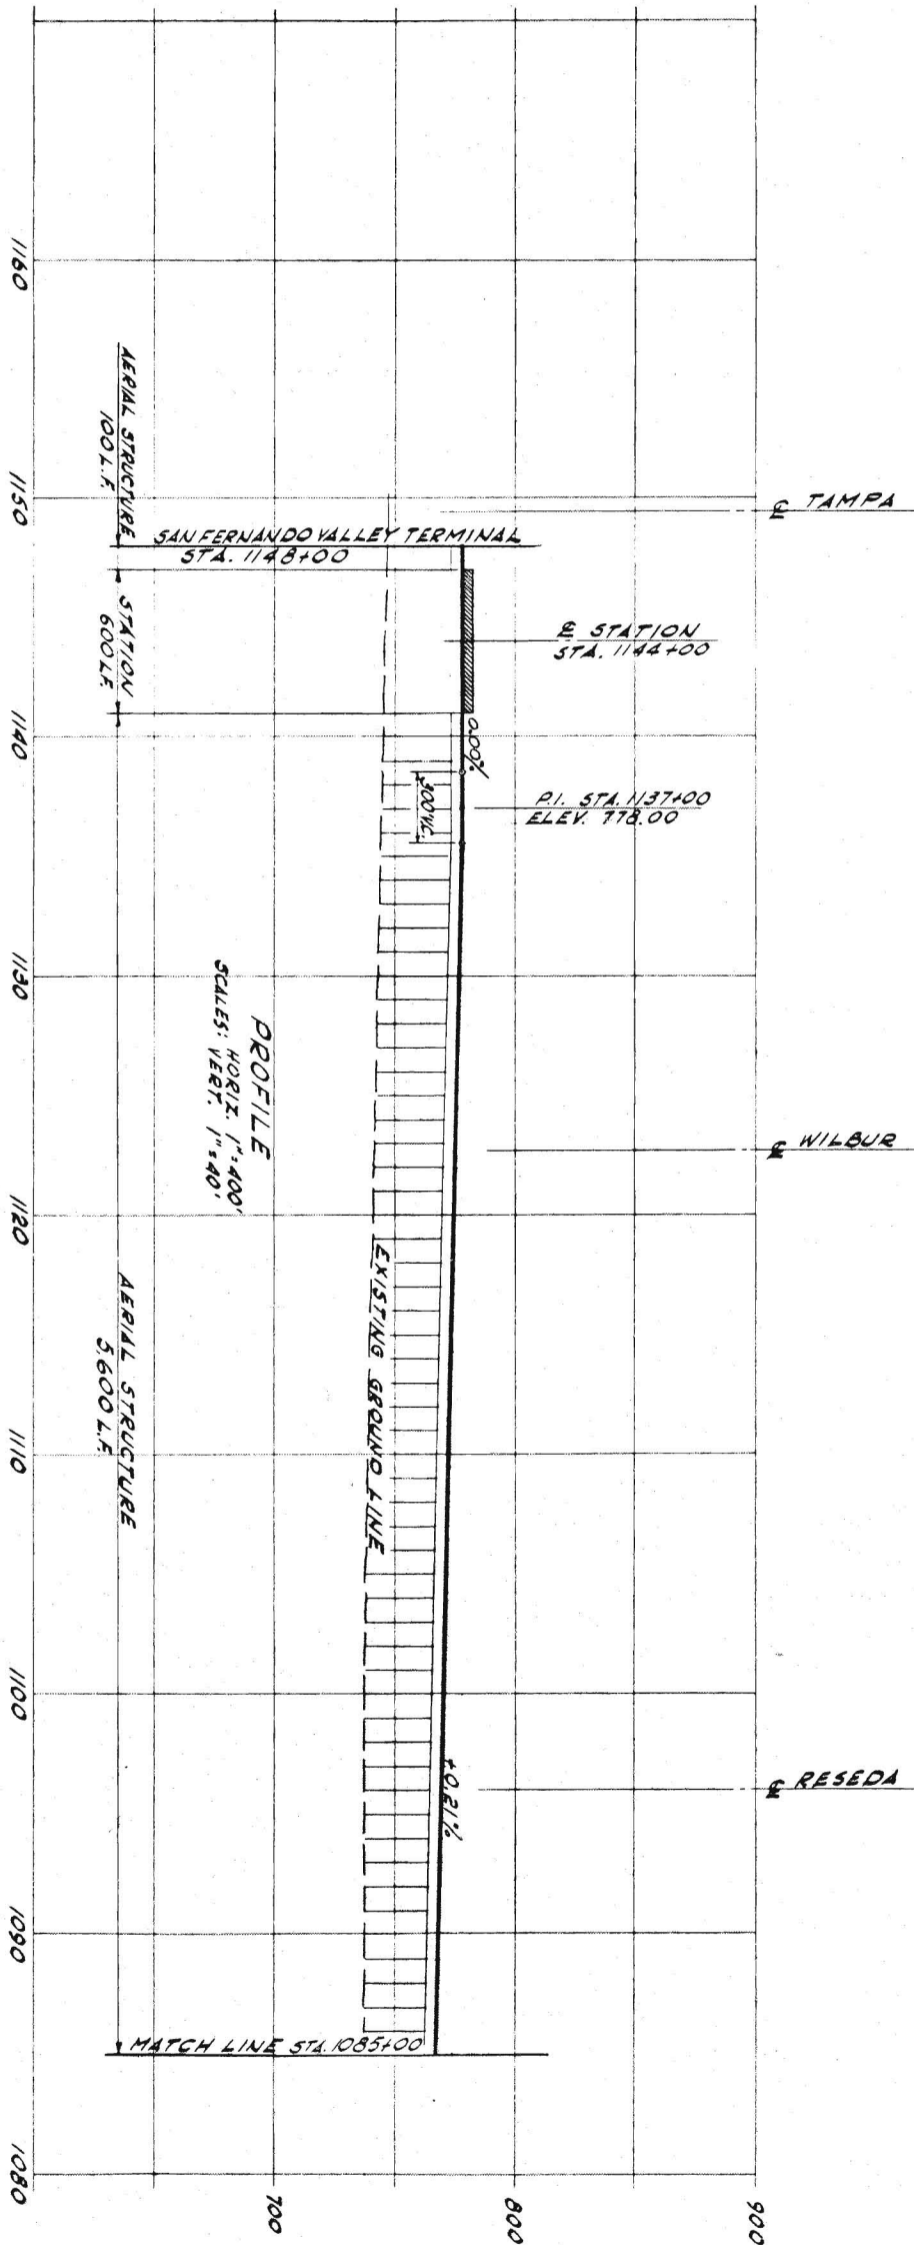 TAMPA
WILBUR
RESEDA
900
800
700
℄ STATION
STA. 1144+00
P.I. STA. 1137+00
ELEV. 778.00
0.00%
300'V.C.
+0.21%
SAN FERNANDO VALLEY TERMINAL
STA. 1148+00
EXISTING GROUND LINE
MATCH LINE STA. 1085+00
PROFILE
SCALES: HORIZ. 1"=400'
VERT. 1"=40'
AERIAL STRUCTURE
100 L.F.
STATION
600 L.F.
AERIAL STRUCTURE
5,600 L.F.
1160
1150
1140
1130
1120
1110
1100
1090
1080